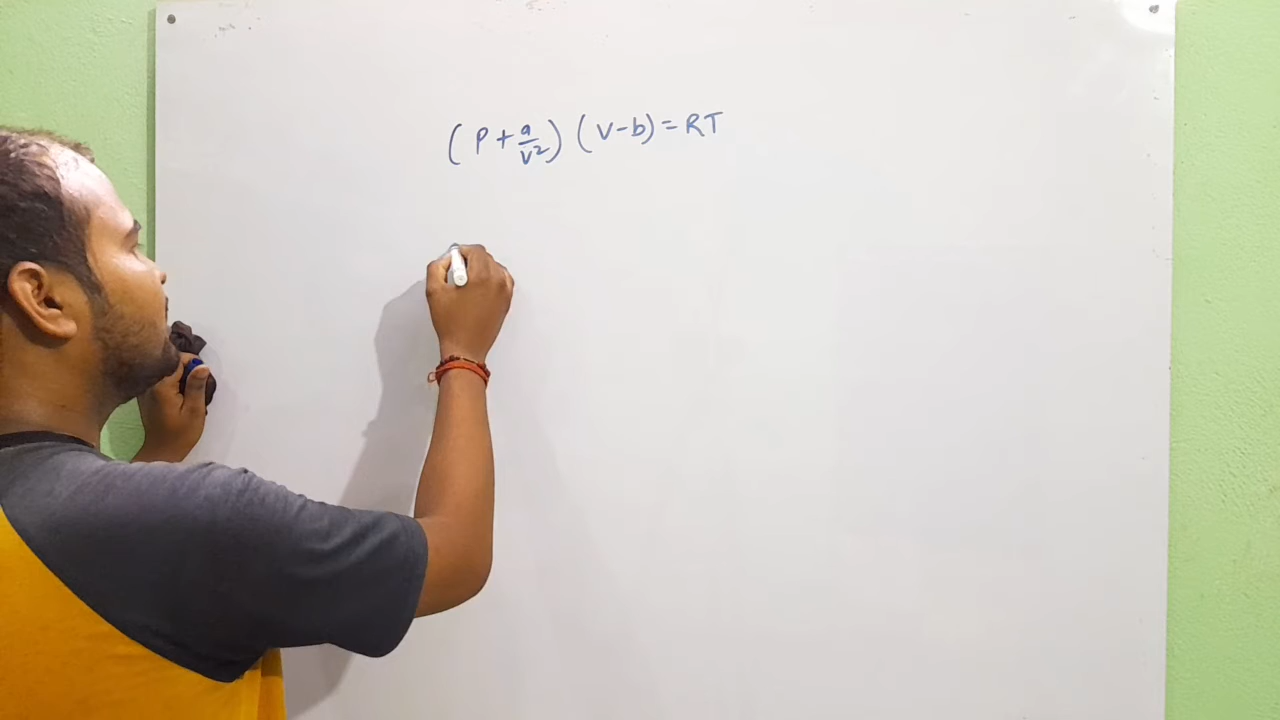 (P + a/v²) (v - b) = RT